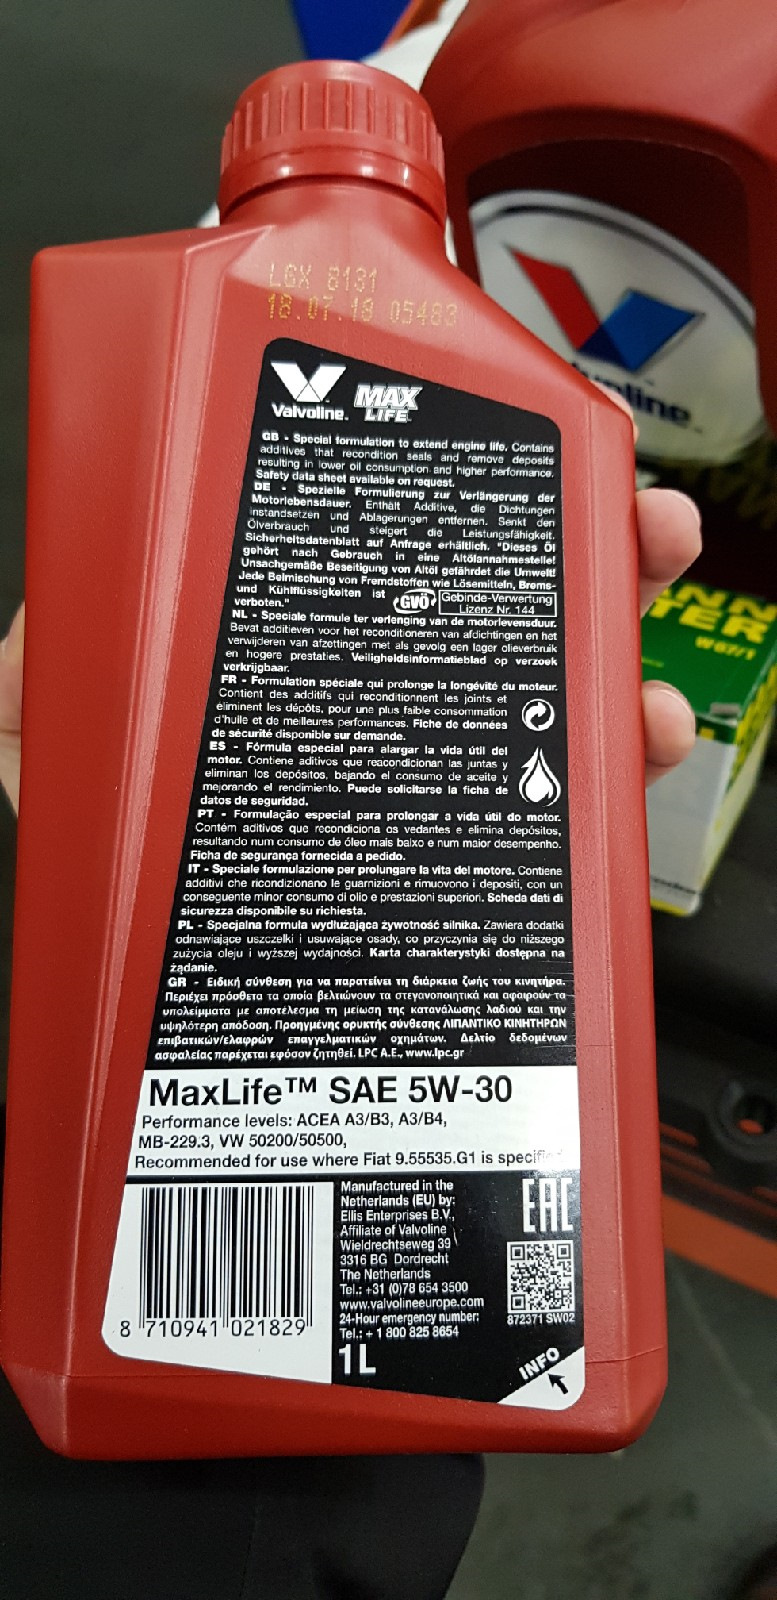 LGX 8131
18.07.18 05483
Valvoline™ MAX
LIFE™
GB - Special formulation to extend engine life. Contains
additives that recondition seals and remove deposits
resulting in lower oil consumption and higher performance.
Safety data sheet available on request.
DE - Spezielle Formulierung zur Verlängerung der
Motorlebensdauer. Enthält Additive, die Dichtungen
instandsetzen und Ablagerungen entfernen. Senkt den
Ölverbrauch und steigert die Leistungsfähigkeit.
Sicherheitsdatenblatt auf Anfrage erhältlich. "Dieses Öl
gehört nach Gebrauch in eine Altölannahmestelle!
Unsachgemäße Beseitigung von Altöl gefährdet die Umwelt!
Jede Beimischung von Fremdstoffen wie Lösemitteln, Brems-
und Kühlflüssigkeiten ist
verboten."
GVÖ Gebinde-Verwertung
Lizenz Nr. 144
NL - Speciale formule ter verlenging van de motorlevensduur.
Bevat additieven voor het reconditioneren van afdichtingen en het
verwijderen van afzettingen met als gevolg een lager olieverbruik
en hogere prestaties. Veiligheidsinformatieblad op verzoek
verkrijgbaar.
FR - Formulation spéciale qui prolonge la longévité du moteur.
Contient des additifs qui reconditionnent les joints et
éliminent les dépôts, pour une plus faible consommation
d'huile et de meilleures performances. Fiche de données
de sécurité disponible sur demande.
ES - Fórmula especial para alargar la vida útil del
motor. Contiene aditivos que reacondicionan las juntas y
eliminan los depósitos, bajando el consumo de aceite y
mejorando el rendimiento. Puede solicitarse la ficha de
datos de seguridad.
PT - Formulação especial para prolongar a vida útil do motor.
Contém aditivos que recondiciona os vedantes e elimina depósitos,
resultando num consumo de óleo mais baixo e num maior desempenho.
Ficha de segurança fornecida a pedido.
IT - Speciale formulazione per prolungare la vita del motore. Contiene
additivi che ricondizionano le guarnizioni e rimuovono i depositi, con un
conseguente minor consumo di olio e prestazioni superiori. Scheda dati di
sicurezza disponibile su richiesta.
PL - Specjalna formula wydłużająca żywotność silnika. Zawiera dodatki
odnawiające uszczelki i usuwające osady, co przyczynia się do niższego
zużycia oleju i wyższej wydajności. Karta charakterystyki dostępna na
żądanie.
GR - Ειδική σύνθεση για να παρατείνει τη διάρκεια ζωής του κινητήρα.
Περιέχει πρόσθετα τα οποία βελτιώνουν τα στεγανοποιητικά και αφαιρούν τα
υπολείμματα με αποτέλεσμα τη μείωση της κατανάλωσης λαδιού και την
υψηλότερη απόδοση. Προηγμένης ορυκτής σύνθεσης ΛΙΠΑΝΤΙΚΟ ΚΙΝΗΤΗΡΩΝ
επιβατικών/ελαφρών επαγγελματικών οχημάτων. Δελτίο δεδομένων
ασφαλείας παρέχεται εφόσον ζητηθεί. LPC A.E., www.lpc.gr
MaxLife™ SAE 5W-30
Performance levels: ACEA A3/B3, A3/B4,
MB-229.3, VW 50200/50500,
Recommended for use where Fiat 9.55535.G1 is specified.
Manufactured in the
Netherlands (EU) by:
Ellis Enterprises B.V.,
Affiliate of Valvoline
Wieldrechtseweg 39
3316 BG Dordrecht
The Netherlands
Tel.: +31 (0)78 654 3500
www.valvolineeurope.com
24-Hour emergency number:
Tel.: + 1 800 825 8654
1L
8 710941 021829
EAC
872371 SW02
INFO
Valvoline™
MANN
FILTER
W 67/1